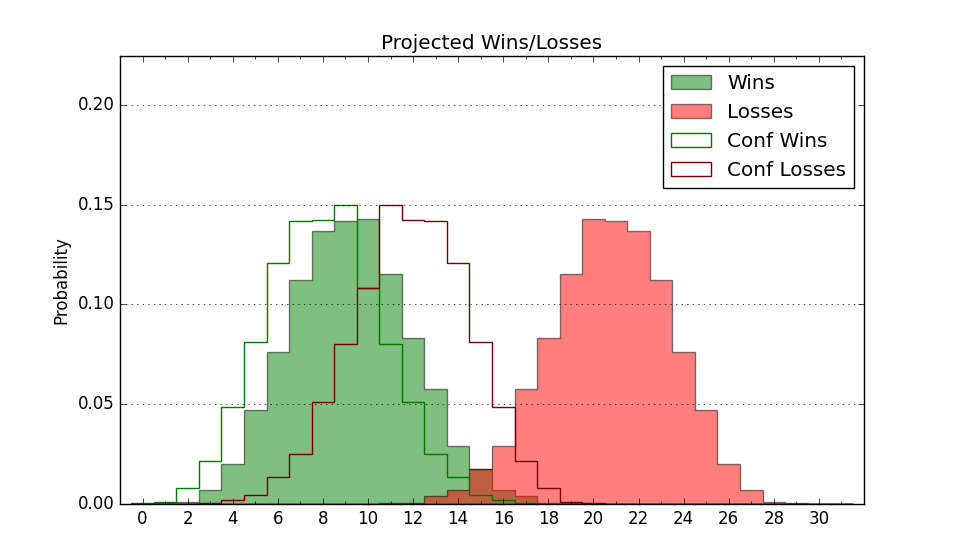 Projected Wins/Losses
Wins
Losses
Conf Wins
Conf Losses
Probability
0.20
0.15
0.10
0.05
0.00
0 2 4 6 8 10 12 14 16 18 20 22 24 26 28 30